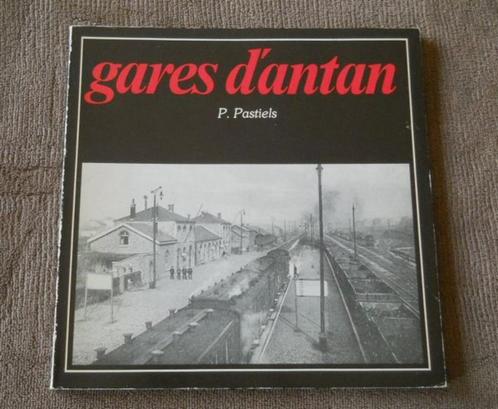 gares d'antan
P. Pastiels